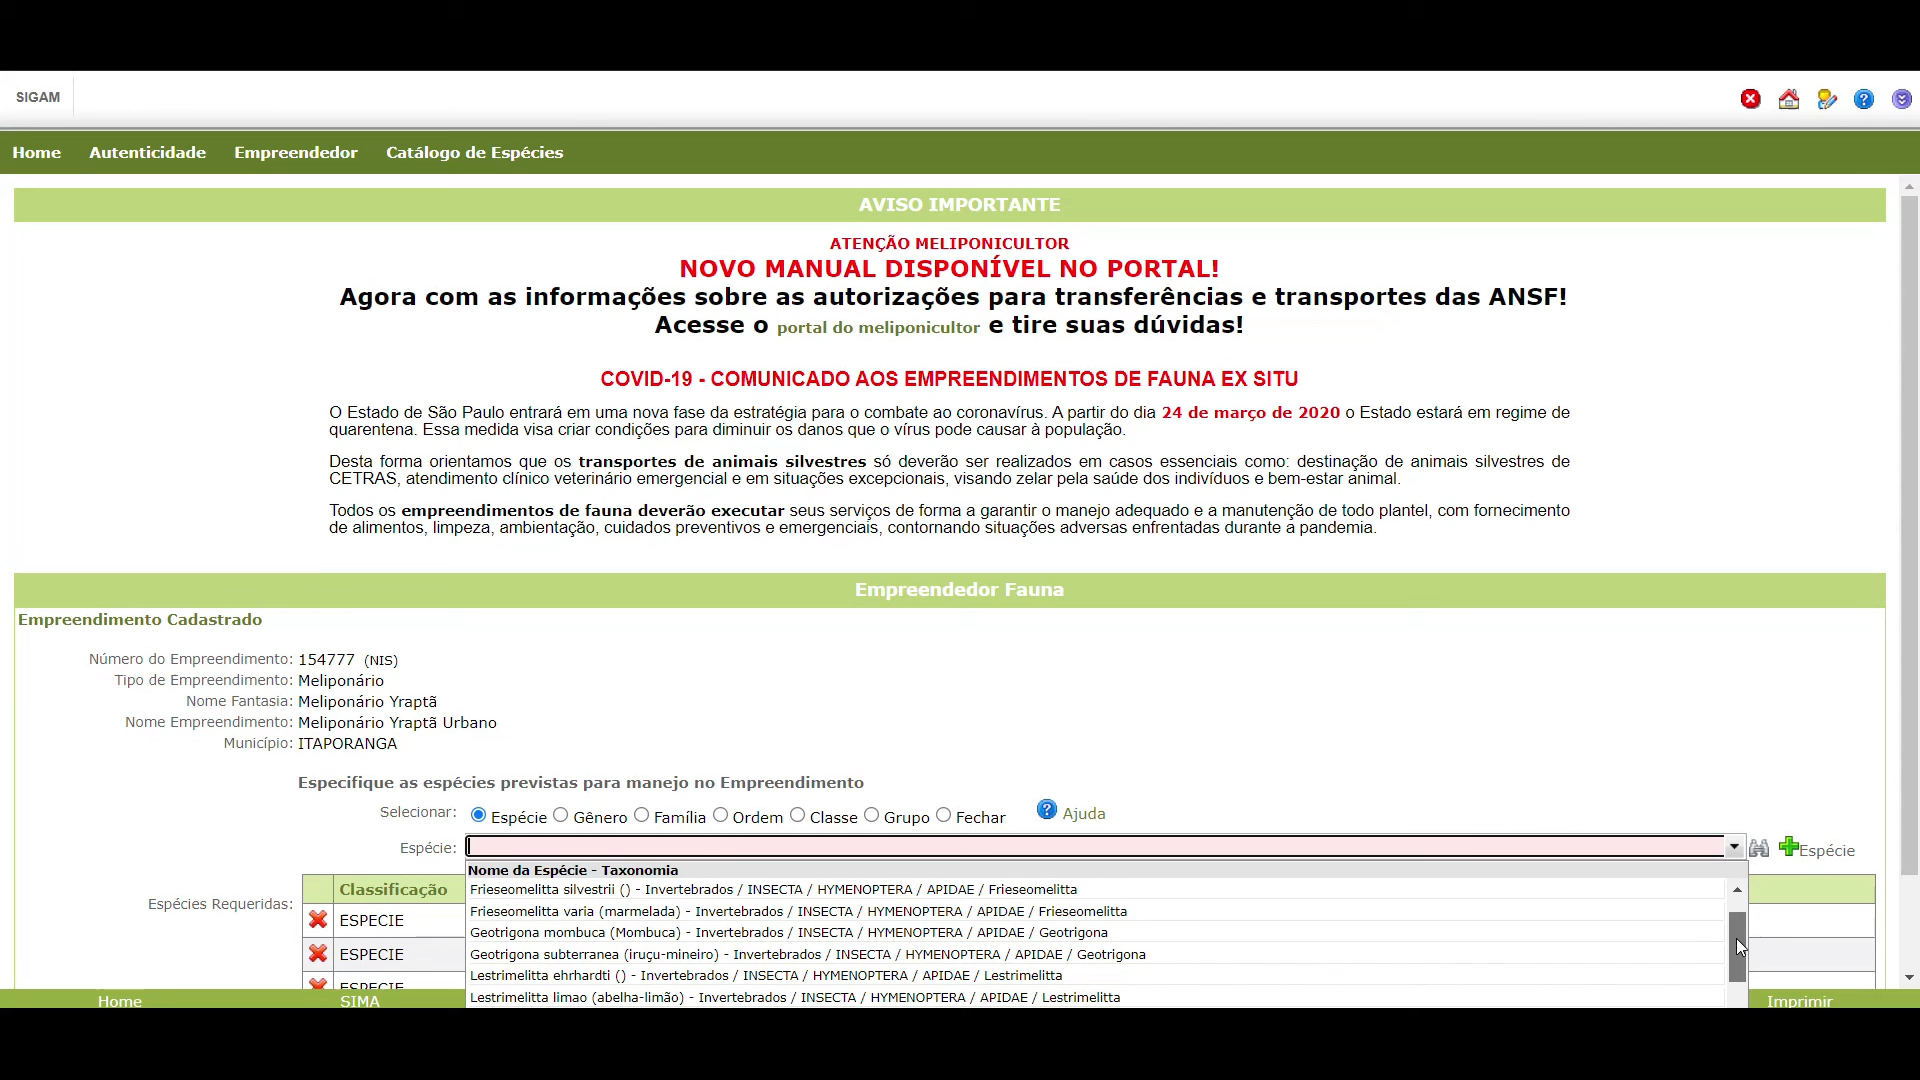 SIGAM
Home Autenticidade Empreendedor Catálogo de Espécies
AVISO IMPORTANTE
ATENÇÃO MELIPONICULTOR
NOVO MANUAL DISPONÍVEL NO PORTAL!
Agora com as informações sobre as autorizações para transferências e transportes das ANSF!
Acesse o portal do meliponicultor e tire suas dúvidas!
COVID-19 - COMUNICADO AOS EMPREENDIMENTOS DE FAUNA EX SITU
O Estado de São Paulo entrará em uma nova fase da estratégia para o combate ao coronavírus. A partir do dia 24 de março de 2020 o Estado estará em regime de
quarentena. Essa medida visa criar condições para diminuir os danos que o vírus pode causar à população.
Desta forma orientamos que os transportes de animais silvestres só deverão ser realizados em casos essenciais como: destinação de animais silvestres de
CETRAS, atendimento clínico veterinário emergencial e em situações excepcionais, visando zelar pela saúde dos indivíduos e bem-estar animal.
Todos os empreendimentos de fauna deverão executar seus serviços de forma a garantir o manejo adequado e a manutenção de todo plantel, com fornecimento
de alimentos, limpeza, ambientação, cuidados preventivos e emergenciais, contornando situações adversas enfrentadas durante a pandemia.
Empreendedor Fauna
Empreendimento Cadastrado
Número do Empreendimento: 154777 (NIS)
Tipo de Empreendimento: Meliponário
Nome Fantasia: Meliponário Yraptã
Nome Empreendimento: Meliponário Yraptã Urbano
Município: ITAPORANGA
Especifique as espécies previstas para manejo no Empreendimento
Selecionar: Espécie Gênero Família Ordem Classe Grupo Fechar Ajuda
Espécie: Espécie
Nome da Espécie - Taxonomia
Frieseomelitta silvestrii () - Invertebrados / INSECTA / HYMENOPTERA / APIDAE / Frieseomelitta
Frieseomelitta varia (marmelada) - Invertebrados / INSECTA / HYMENOPTERA / APIDAE / Frieseomelitta
Geotrigona mombuca (Mombuca) - Invertebrados / INSECTA / HYMENOPTERA / APIDAE / Geotrigona
Geotrigona subterranea (iruçu-mineiro) - Invertebrados / INSECTA / HYMENOPTERA / APIDAE / Geotrigona
Lestrimelitta ehrhardti () - Invertebrados / INSECTA / HYMENOPTERA / APIDAE / Lestrimelitta
Lestrimelitta limao (abelha-limão) - Invertebrados / INSECTA / HYMENOPTERA / APIDAE / Lestrimelitta
Espécies Requeridas:
Classificação
ESPECIE
ESPECIE
ESPECIE
Home SIMA Imprimir